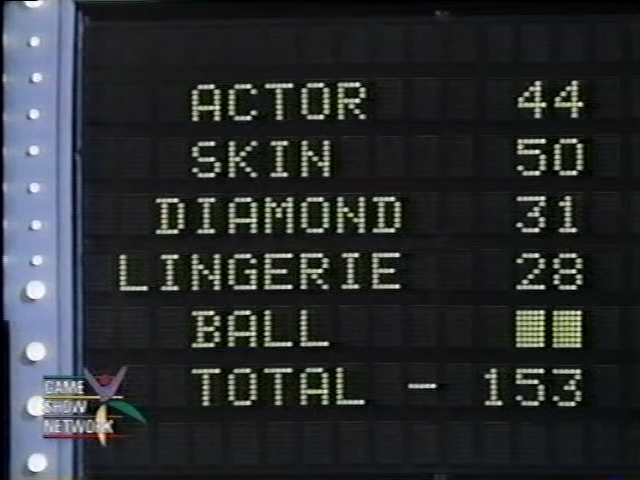 ACTOR 44
SKIN 50
DIAMOND 31
LINGERIE 28
BALL
TOTAL - 153
GAME
SHOW
NETWORK